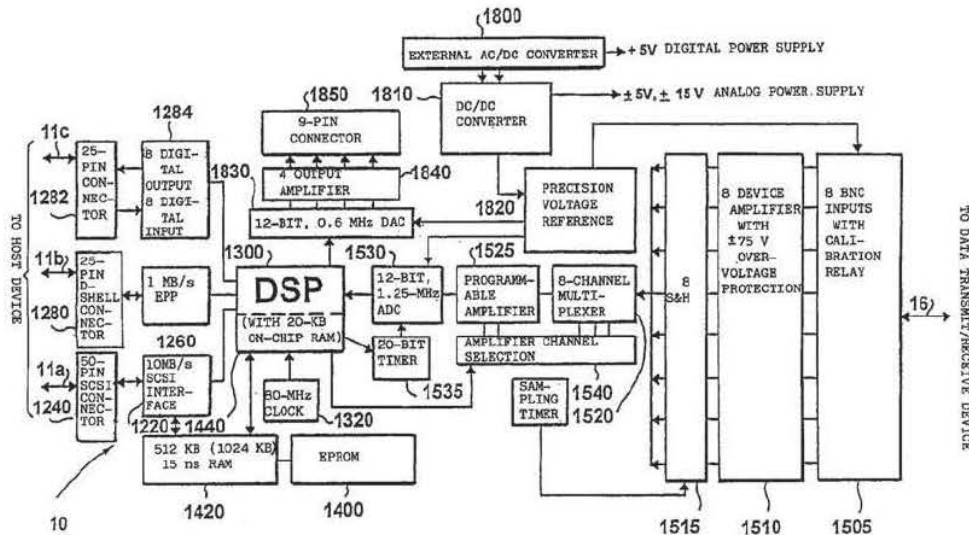 1800
EXTERNAL AC/DC CONVERTER
+5V DIGITAL POWER SUPPLY
1850
1810
DC/DC
CONVERTER
±5V, ± 15 V ANALOG POWER SUPPLY
9-PIN
CONNECTOR
1284
11c
25-
PIN
CON-
NEC-
TOR
1282
8 DIGI-
TAL
OUTPUT
8 DIGI-
TAL
INPUT
1830
4 OUTPUT
AMPLIFIER
1840
12-BIT, 0.6 MHz DAC
1820
PRECISION
VOLTAGE
REFERENCE
8
S&H
8 DEVICE
AMPLIFIER
WITH
±75 V
OVER-
VOLTAGE
PROTECTION
8 BNC
INPUTS
WITH
CALI-
BRATION
RELAY
TO HOST DEVICE
TO DATA TRANSMIT/RECEIVE DEVICE
16
11b
25-
PIN
D-
SHELL
CON-
NEC-
TOR
1280
1 MB/s
EPP
1300
DSP
(WITH 20-KB
ON-CHIP RAM)
1530
12-BIT,
1.25-MHz
ADC
1525
PROGRAMM-
ABLE
AMPLIFIER
8-CHANNEL
MULTI-
PLEXER
20-BIT
TIMER
AMPLIFIER CHANNEL
SELECTION
1260
11a
50-
PIN
SCSI
CON-
NEC-
TOR
1240
10MB/s
SCSI
INTER-
FACE
1220
1440
80-MHz
CLOCK
1320
1535
SAM-
PLING
TIMER
1540
1520
512 KB (1024 KB)
15 ns RAM
EPROM
10
1420
1400
1515
1510
1505